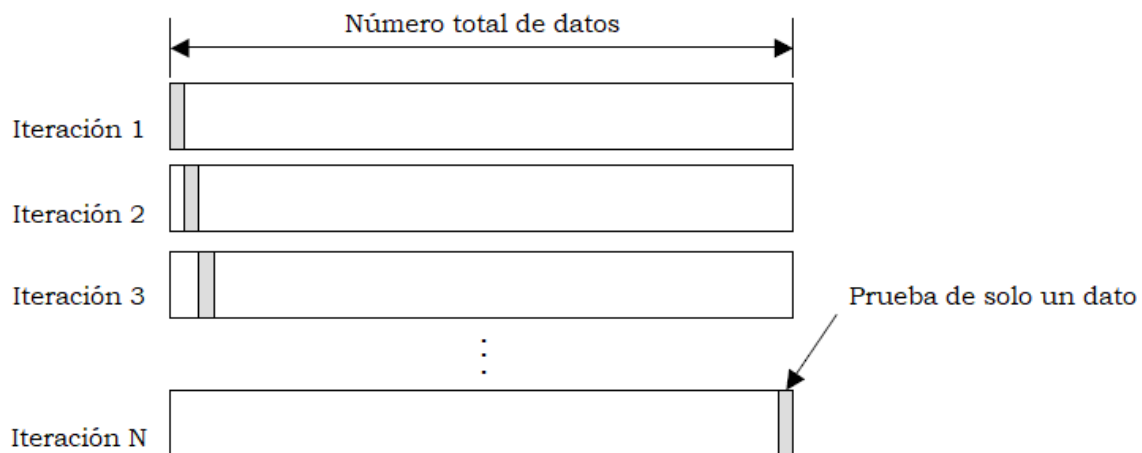 Número total de datos
Iteración 1
Iteración 2
Iteración 3
Prueba de solo un dato
Iteración N